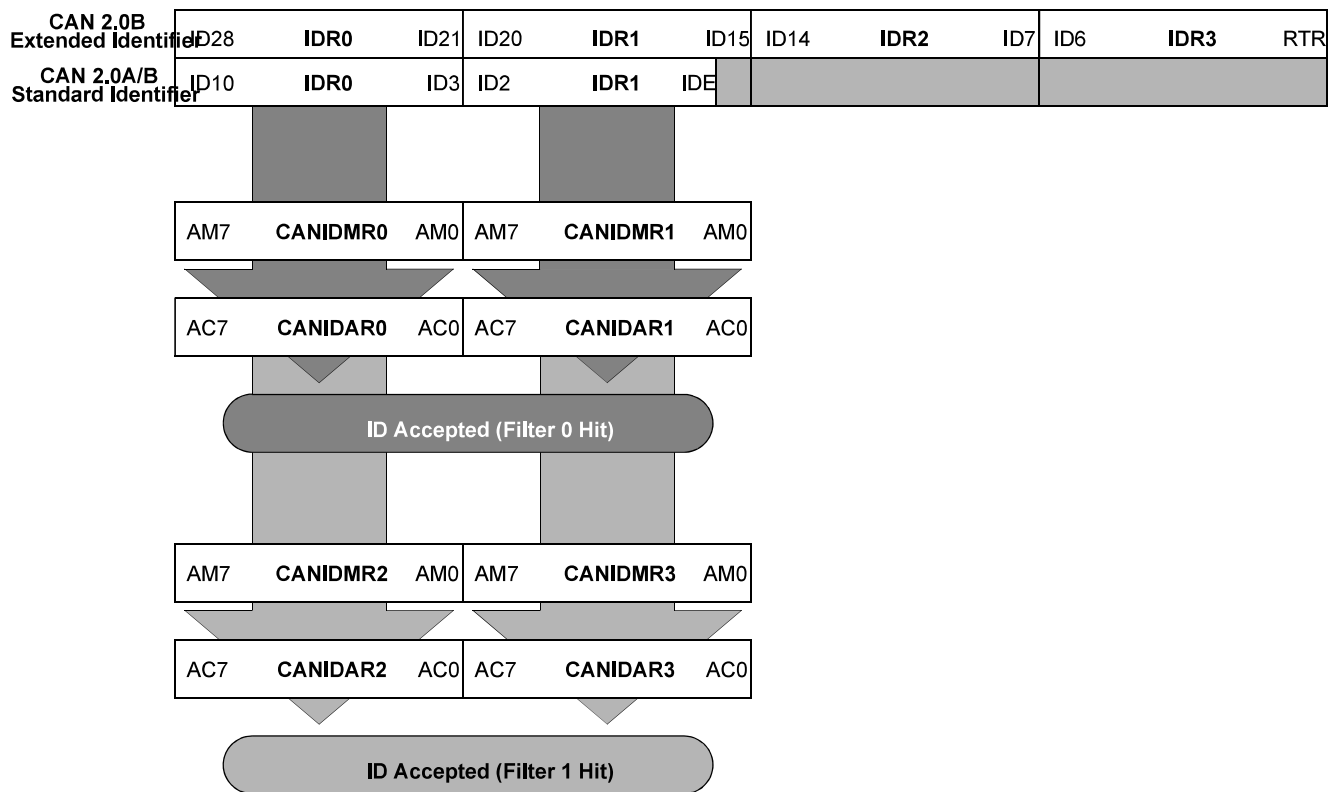 CAN 2.0B
Extended Identifier
ID28 IDR0 ID21 ID20 IDR1 ID15 ID14 IDR2 ID7 ID6 IDR3 RTR
CAN 2.0A/B
Standard Identifier
ID10 IDR0 ID3 ID2 IDR1 IDE
AM7 CANIDMR0 AM0 AM7 CANIDMR1 AM0
AC7 CANIDAR0 AC0 AC7 CANIDAR1 AC0
ID Accepted (Filter 0 Hit)
AM7 CANIDMR2 AM0 AM7 CANIDMR3 AM0
AC7 CANIDAR2 AC0 AC7 CANIDAR3 AC0
ID Accepted (Filter 1 Hit)